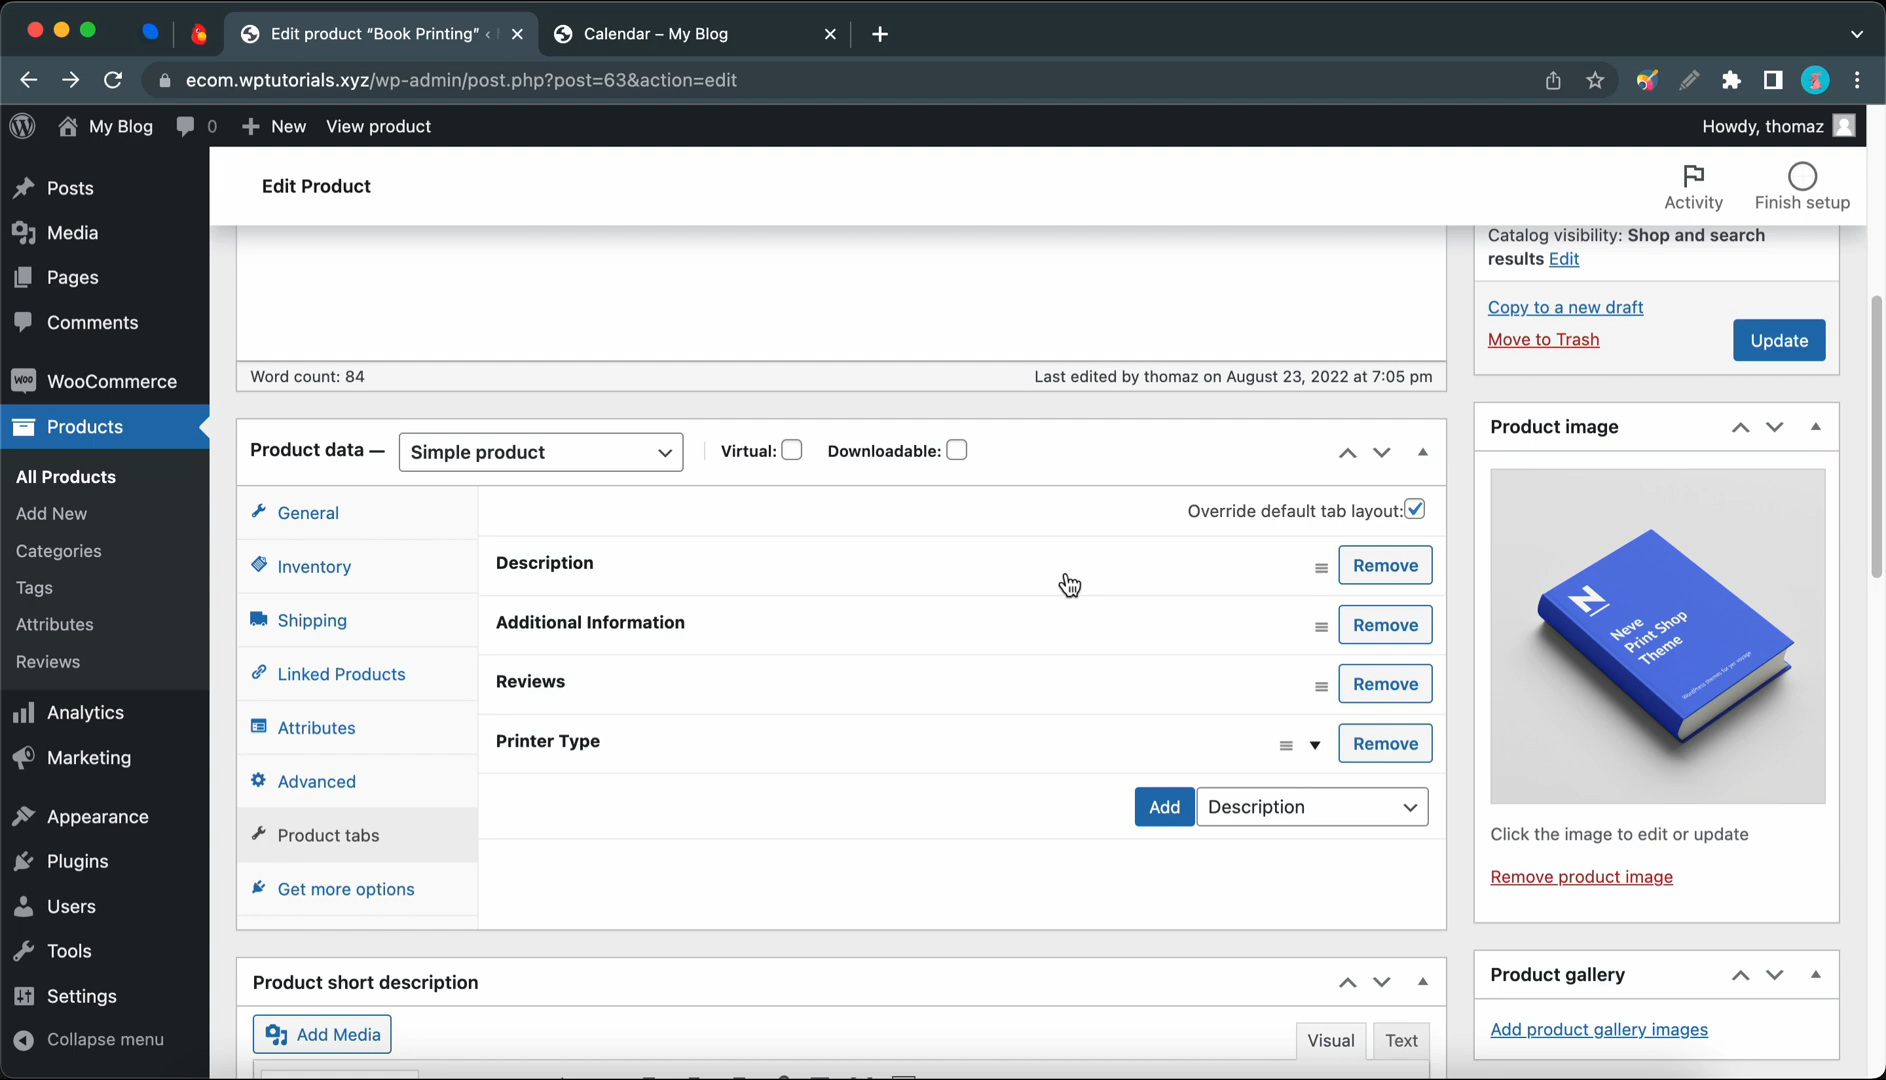 Edit product “Book Printing” ‹
Calendar – My Blog
ecom.wptutorials.xyz/wp-admin/post.php?post=63&action=edit
My Blog
0
New
View product
Howdy, thomaz
Posts
Media
Pages
Comments
WooCommerce
Products
All Products
Add New
Categories
Tags
Attributes
Reviews
Analytics
Marketing
Appearance
Plugins
Users
Tools
Settings
Collapse menu
Edit Product
Activity
Finish setup
Word count: 84
Last edited by thomaz on August 23, 2022 at 7:05 pm
Product data —
Simple product
Virtual:
Downloadable:
General
Inventory
Shipping
Linked Products
Attributes
Advanced
Product tabs
Get more options
Override default tab layout:
Description
Remove
Additional Information
Remove
Reviews
Remove
Printer Type
Remove
Add
Description
Product short description
Add Media
Visual
Text
Catalog visibility: Shop and search
results Edit
Copy to a new draft
Move to Trash
Update
Product image
N
Neve
Print Shop
Theme
Click the image to edit or update
Remove product image
Product gallery
Add product gallery images